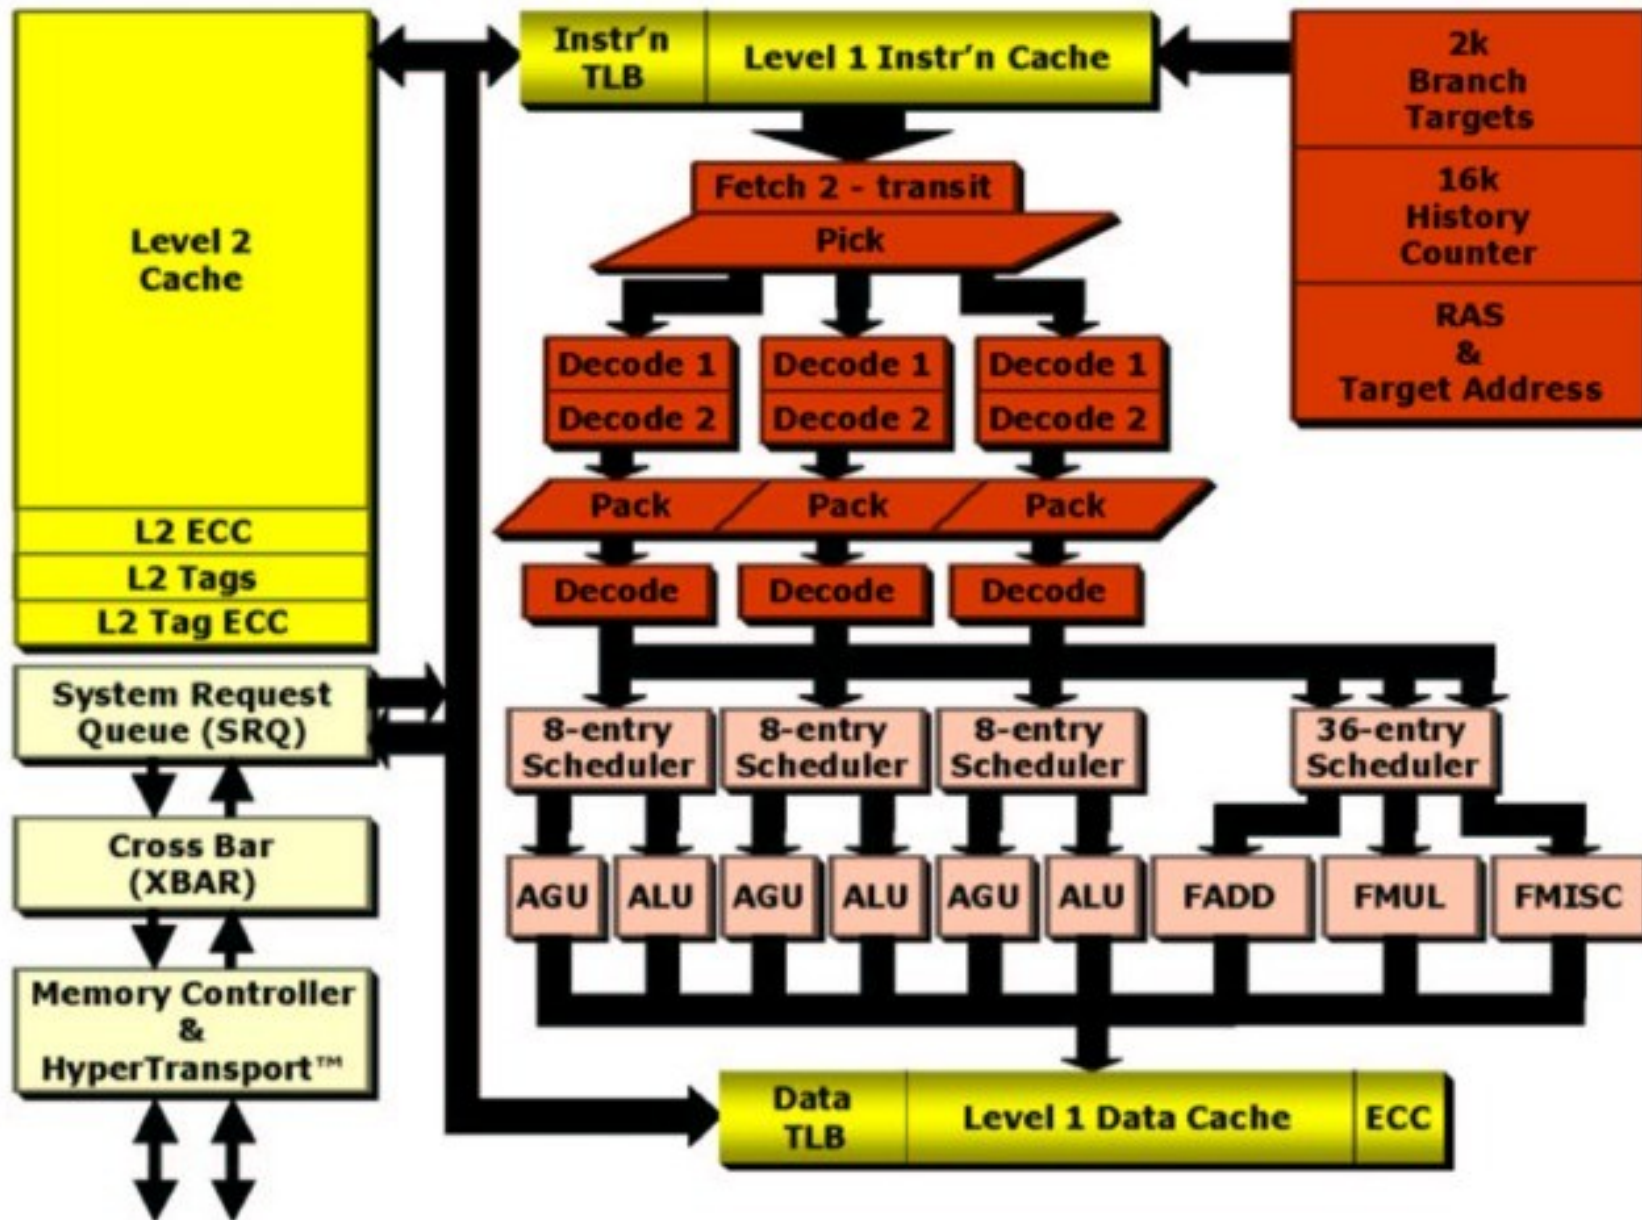 Level 2
Cache
L2 ECC
L2 Tags
L2 Tag ECC
System Request
Queue (SRQ)
Cross Bar
(XBAR)
Memory Controller
&
HyperTransport™
Instr'n
TLB
Level 1 Instr'n Cache
2k
Branch
Targets
16k
History
Counter
RAS
&
Target Address
Fetch 2 - transit
Pick
Decode 1
Decode 1
Decode 1
Decode 2
Decode 2
Decode 2
Pack
Pack
Pack
Decode
Decode
Decode
8-entry
Scheduler
8-entry
Scheduler
8-entry
Scheduler
36-entry
Scheduler
AGU
ALU
AGU
ALU
AGU
ALU
FADD
FMUL
FMISC
Data
TLB
Level 1 Data Cache
ECC